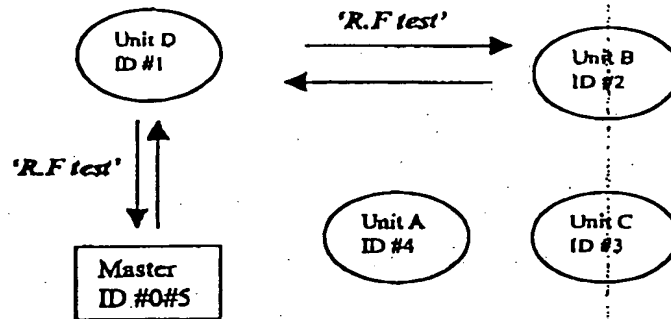 'R.F test'
Unit D
ID #1
Unit B
ID #2
'R.F test'
Unit A
ID #4
Unit C
ID #3
Master
ID #0#5